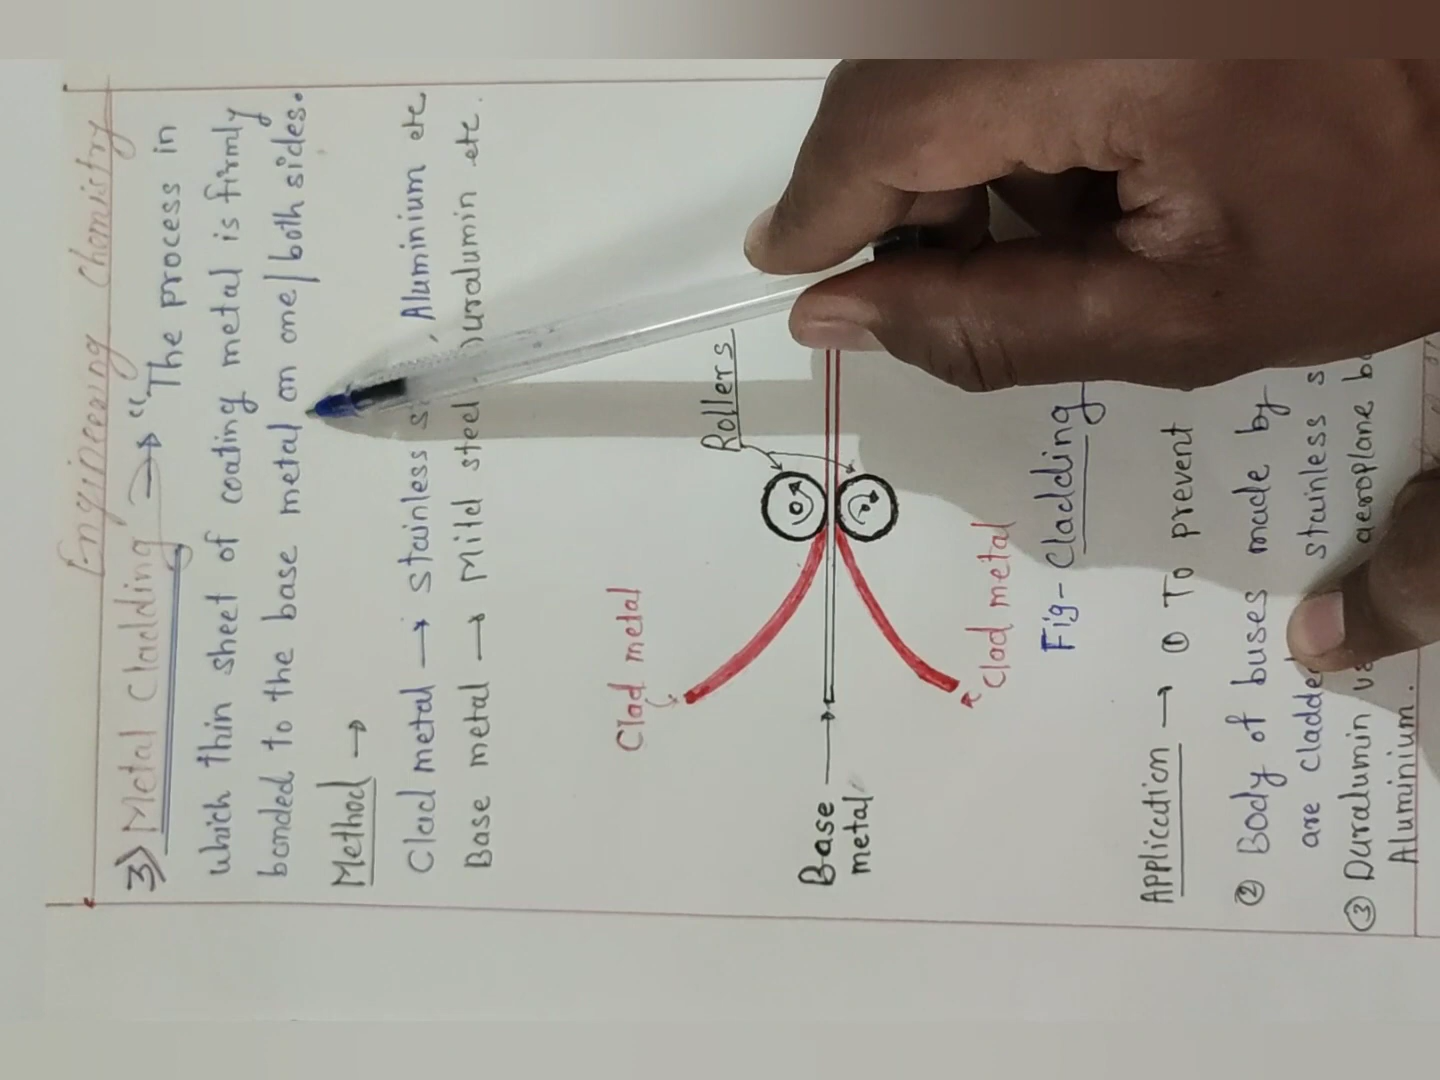 Engineering Chemistry
3) Metal Cladding → "The process in
which thin sheet of coating metal is firmly
bonded to the base metal on one/both sides.
Method →
Clad metal → stainless s , Aluminium etc
Base metal → Mild steel, Duralumin etc.
Clad metal
Rollers
Base
metal
Clad metal
Fig- Cladding
Application → ① To prevent
② Body of buses made by
are cladded stainless s
③ Duralumin aeroplane
Aluminium.